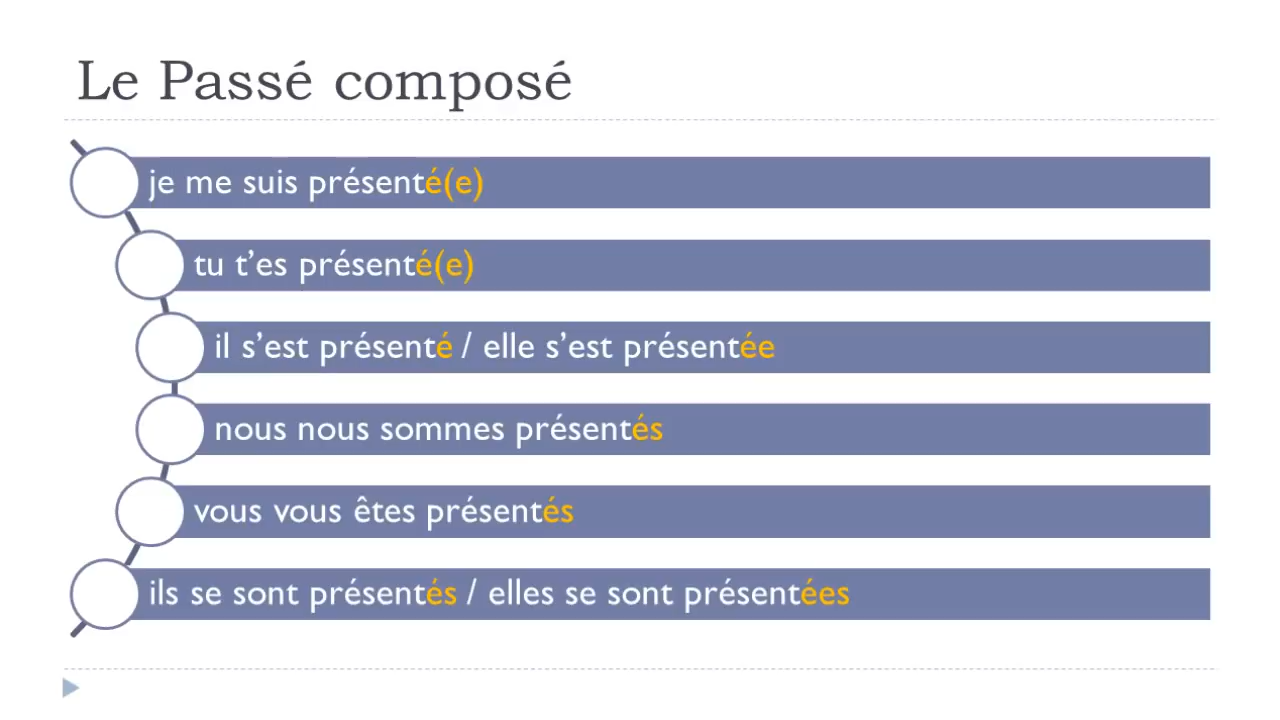 Le Passé composé
je me suis présenté(e)
tu t’es présenté(e)
il s’est présenté / elle s’est présentée
nous nous sommes présentés
vous vous êtes présentés
ils se sont présentés / elles se sont présentées